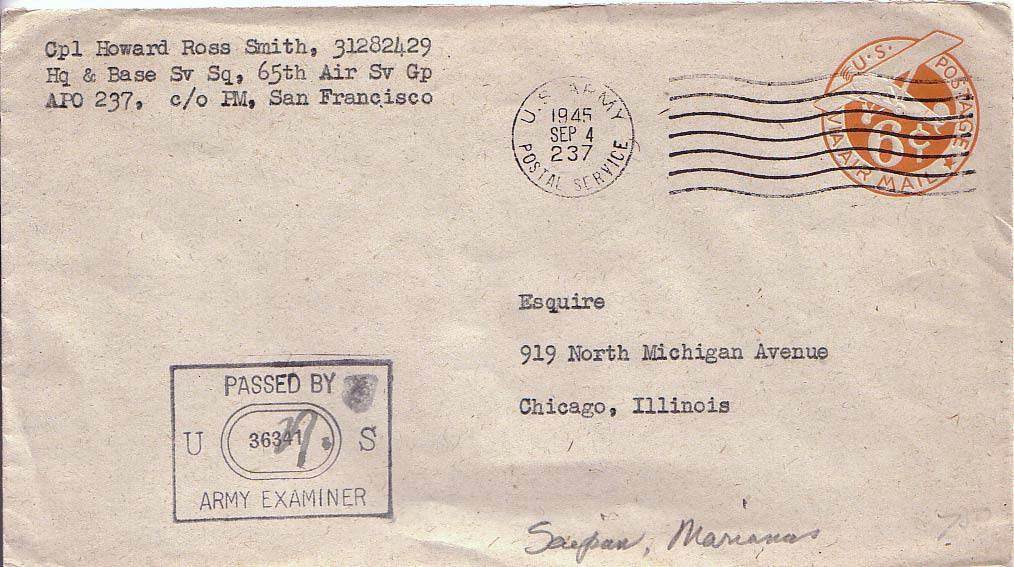 Cpl Howard Ross Smith, 31282429
Hq & Base Sv Sq, 65th Air Sv Gp
APO 237, c/o PM, San Francisco
U.S. ARMY
1945
SEP 4
237
POSTAL SERVICE
U.S. POSTAGE
6¢
VIA AIR MAIL
Esquire
919 North Michigan Avenue
Chicago, Illinois
PASSED BY
U 36341 S
ARMY EXAMINER
Saipan, Marianas